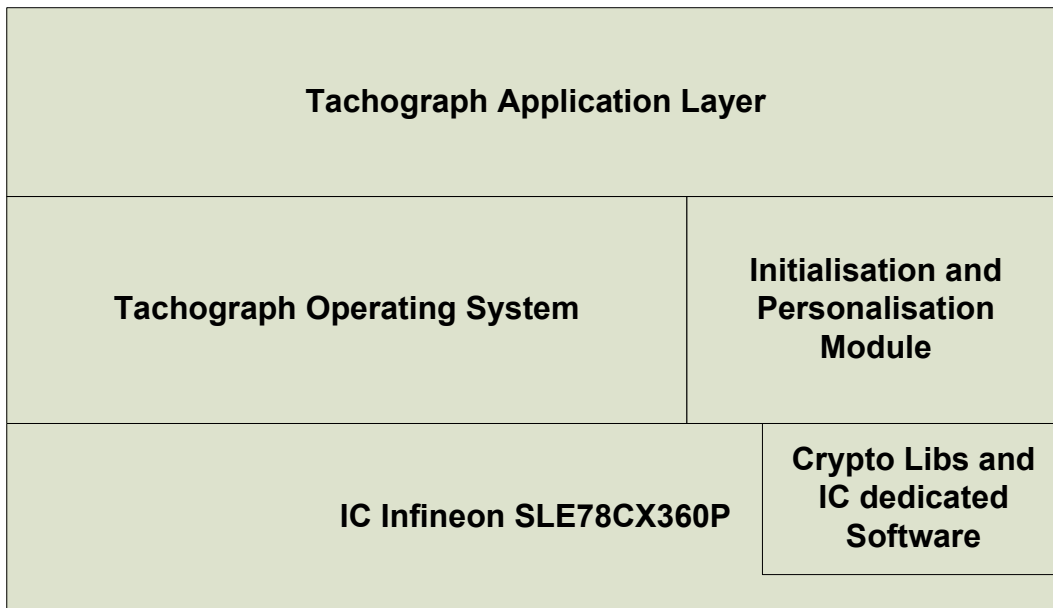 Tachograph Application Layer
Tachograph Operating System
Initialisation and
Personalisation
Module
IC Infineon SLE78CX360P
Crypto Libs and
IC dedicated
Software